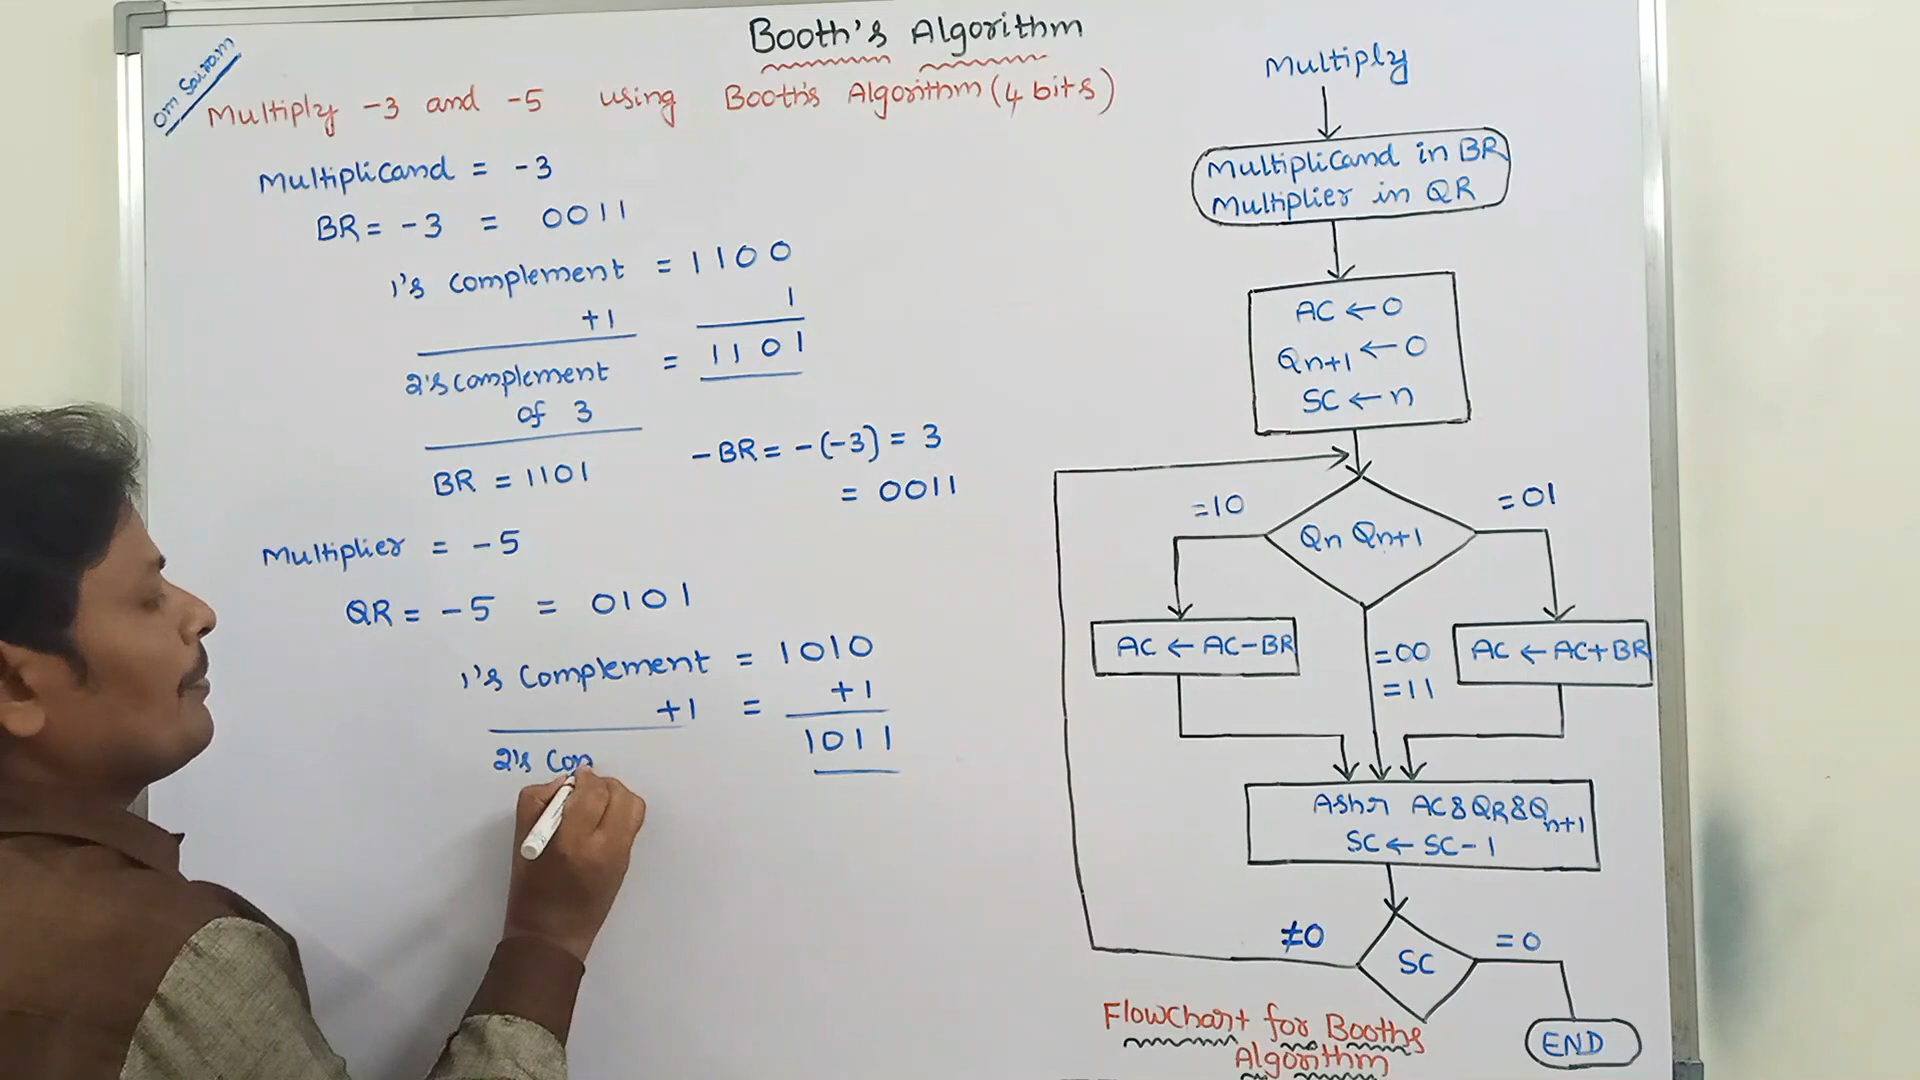 Booth's Algorithm
Om Sairam
Multiply -3 and -5 using Booth's Algorithm (4 bits)
Multiplicand = -3
BR = -3 = 0011
1's complement = 1100
+1 1
2's complement of 3 = 1101
BR = 1101
-BR = -(-3) = 3
= 0011
Multiplier = -5
QR = -5 = 0101
1's Complement = 1010
+1 = +1
2's Com 1011
Multiply
Multiplicand in BR
Multiplier in QR
AC ← 0
Qn+1 ← 0
SC ← n
=10
Qn Qn+1
=01
AC ← AC-BR
=00
=11
AC ← AC+BR
Ashr AC&QR&Qn+1
SC ← SC-1
≠0
SC
=0
END
Flowchart for Booths
Algorithm